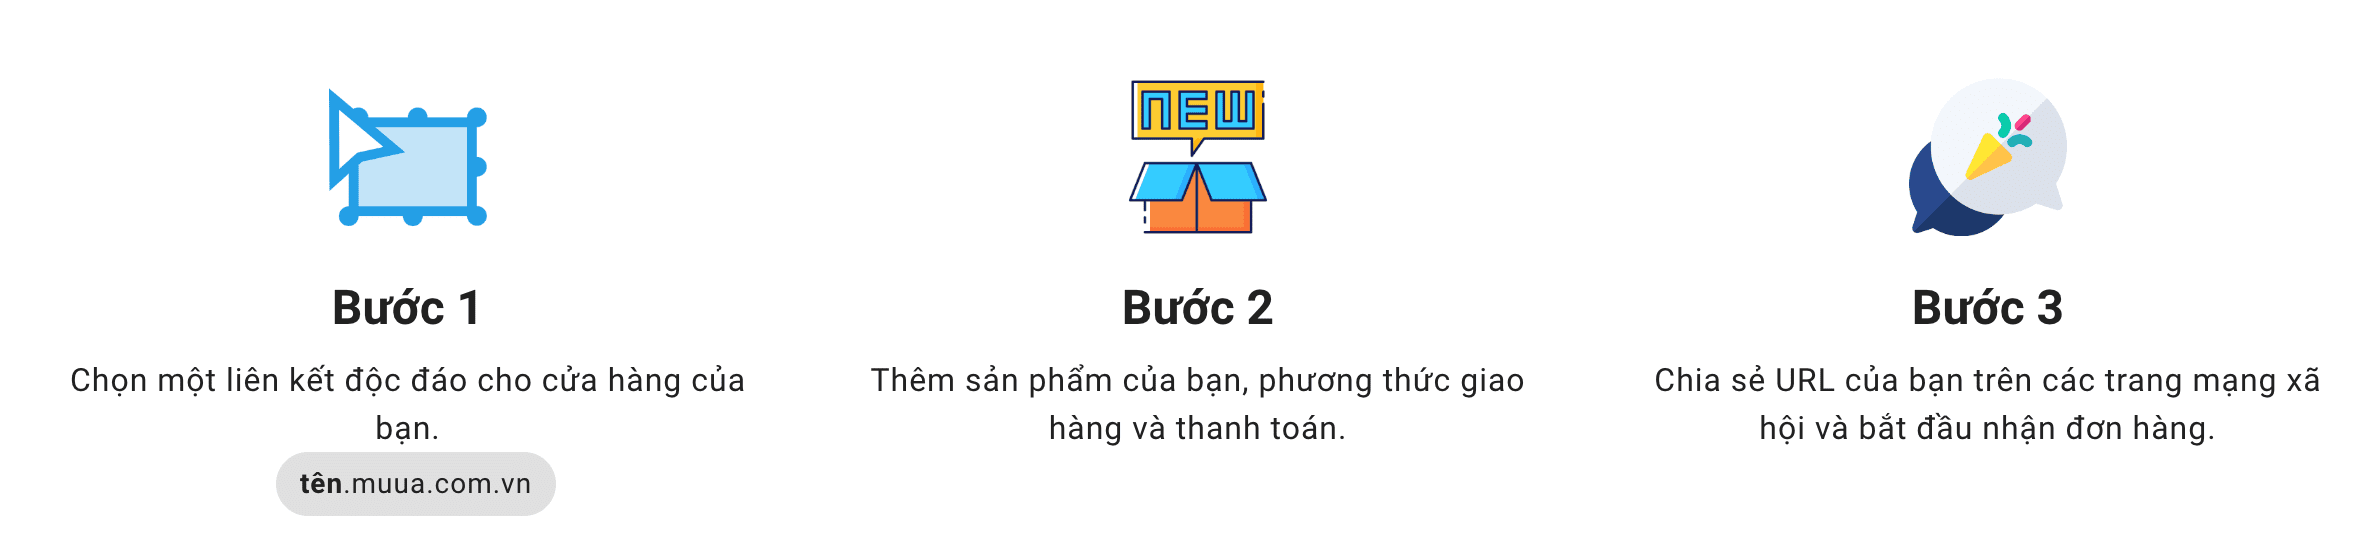 NEW
Bước 1
Chọn một liên kết độc đáo cho cửa hàng của
bạn.
tên.muua.com.vn
Bước 2
Thêm sản phẩm của bạn, phương thức giao
hàng và thanh toán.
Bước 3
Chia sẻ URL của bạn trên các trang mạng xã
hội và bắt đầu nhận đơn hàng.